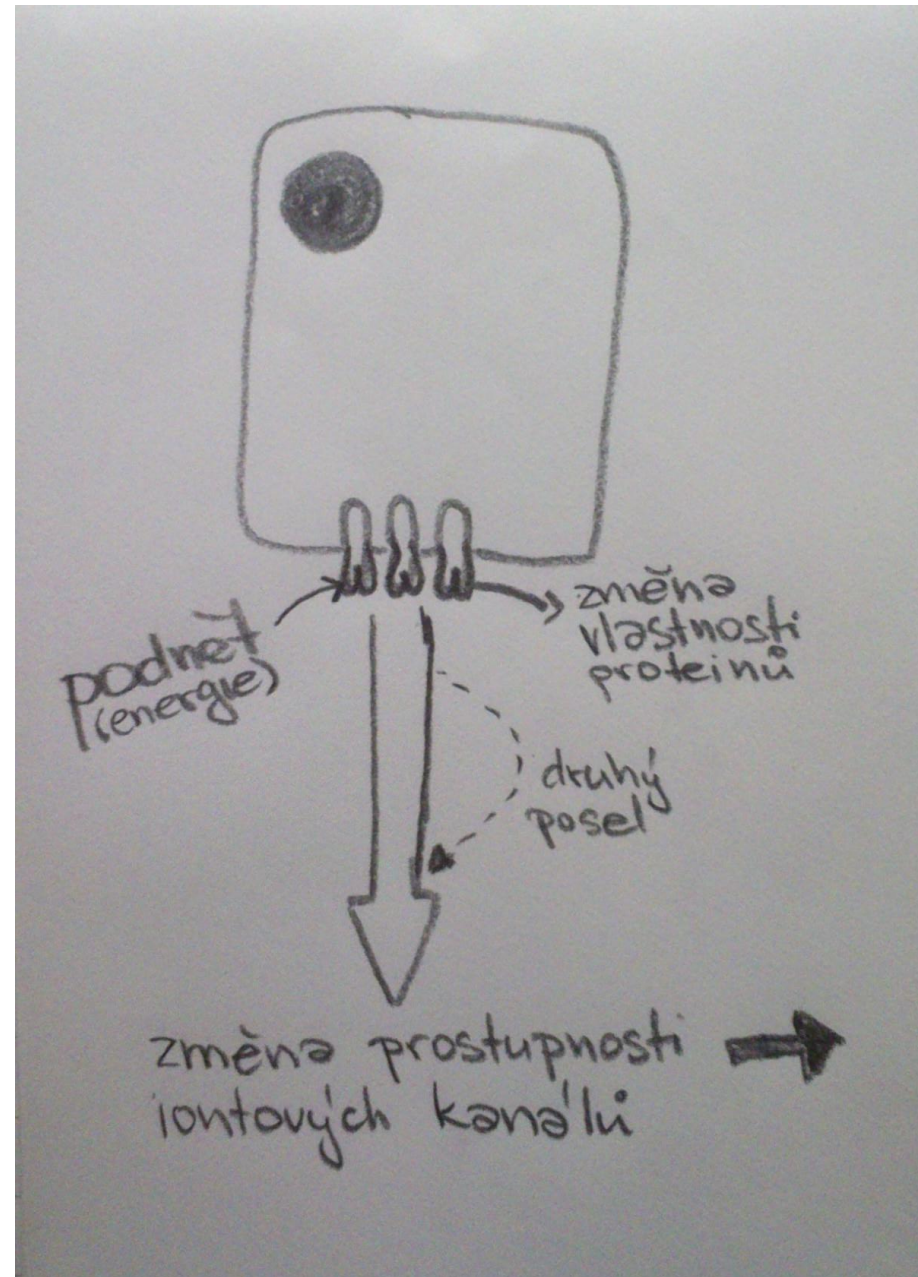 podnět
(energie)
změna
vlastnosti
proteinů
druhý
posel
změna prostupnosti
iontových kanálů